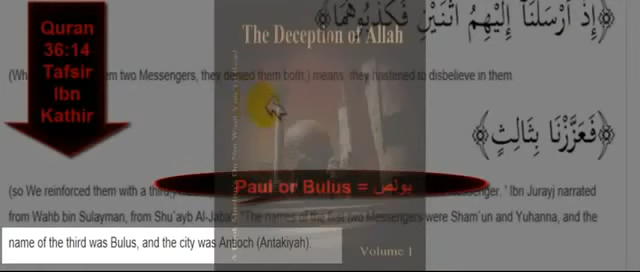 Quran
36:14
Tafsir
Ibn
Kathir
The Deception of Allah
﴿إِذْ أَرْسَلْنَآ إِلَيْهِمُ اثْنَيْنِ فَكَذَّبُوهُمَا﴾
them two Messengers, they denied them both,) means, they hastened to disbelieve in them
﴿فَعَزَّزْنَا بِثَالِثٍ﴾
Paul or Bulus = بولص
(so We reinforced them with a third,) Messenger. ' Ibn Jurayj narrated
from Wahb bin Sulayman, from Shu`ayb Al-Jaba'i, "The names of the first two Messengers were Sham`un and Yuhanna, and the
name of the third was Bulus, and the city was Antioch (Antakiyah).
Volume 1